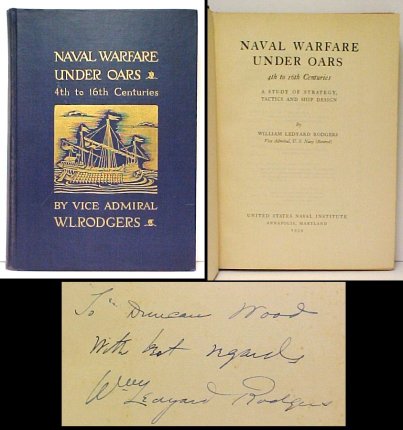 NAVAL WARFARE
UNDER OARS
4th to 16th Centuries
BY VICE ADMIRAL
W.L.RODGERS
NAVAL WARFARE
UNDER OARS
4th to 16th Centuries
A STUDY OF STRATEGY,
TACTICS AND SHIP DESIGN
By
WILLIAM LEDYARD RODGERS
Vice Admiral, U. S. Navy (Retired)
UNITED STATES NAVAL INSTITUTE
ANNAPOLIS, MARYLAND
To Duncan Wood
With best regards
Wm Ledyard Rodgers